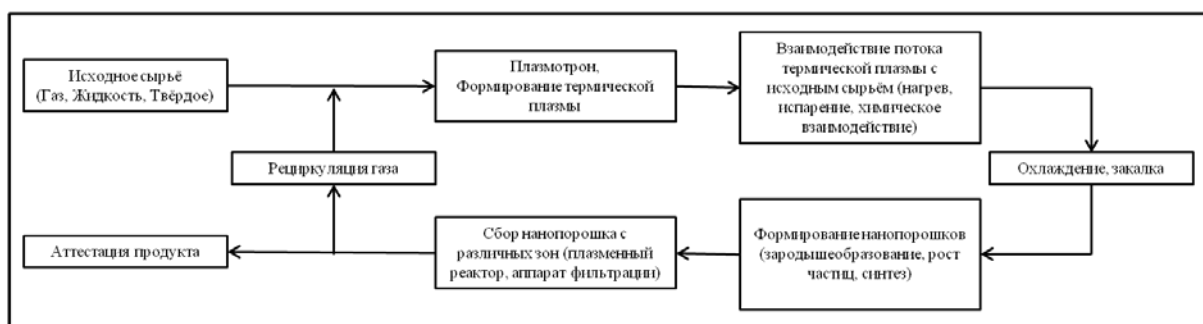 Исходное сырьё
(Газ, Жидкость, Твёрдое)
Плазмотрон,
Формирование термической
плазмы
Взаимодействие потока
термической плазмы с
исходным сырьём (нагрев,
испарение, химическое
взаимодействие)
Рециркуляция газа
Охлаждение, закалка
Аттестация продукта
Сбор нанопорошка с
различных зон (плазменный
реактор, аппарат фильтрации)
Формирование нанопорошков
(зародышеобразование, рост
частиц, синтез)